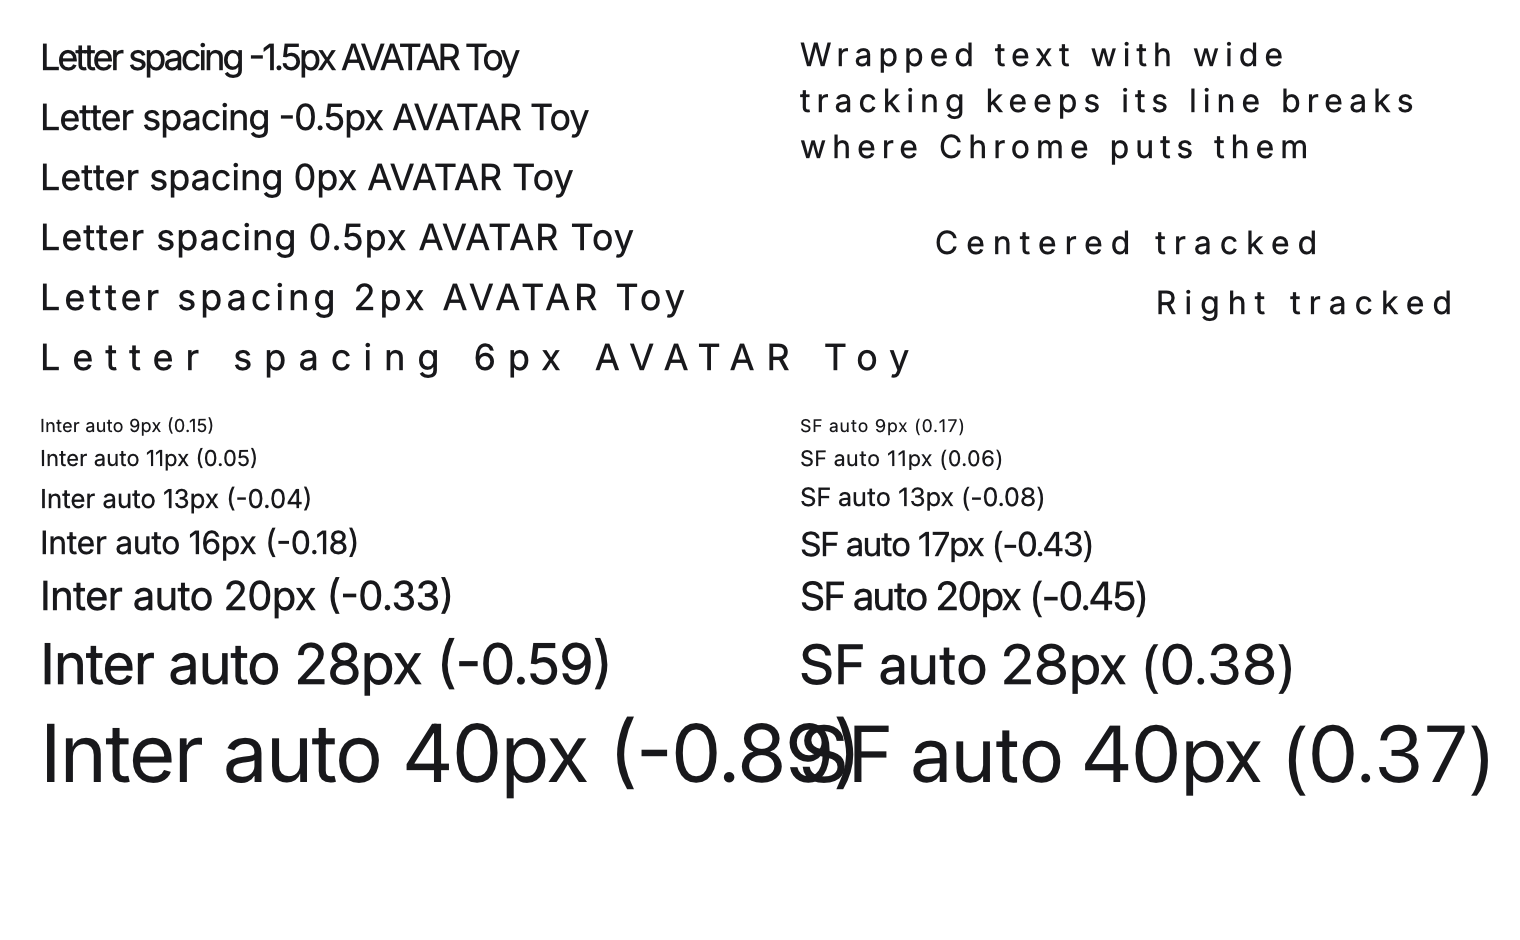 Letter spacing -1.5px AVATAR Toy
Letter spacing -0.5px AVATAR Toy
Letter spacing 0px AVATAR Toy
Letter spacing 0.5px AVATAR Toy
Letter spacing 2px AVATAR Toy
Letter spacing 6px AVATAR Toy
Wrapped text with wide
tracking keeps its line breaks
where Chrome puts them
Centered tracked
Right tracked
Inter auto 9px (0.15)
Inter auto 11px (0.05)
Inter auto 13px (-0.04)
Inter auto 16px (-0.18)
Inter auto 20px (-0.33)
Inter auto 28px (-0.59)
Inter auto 40px (-0.89)
SF auto 9px (0.17)
SF auto 11px (0.06)
SF auto 13px (-0.08)
SF auto 17px (-0.43)
SF auto 20px (-0.45)
SF auto 28px (0.38)
SF auto 40px (0.37)